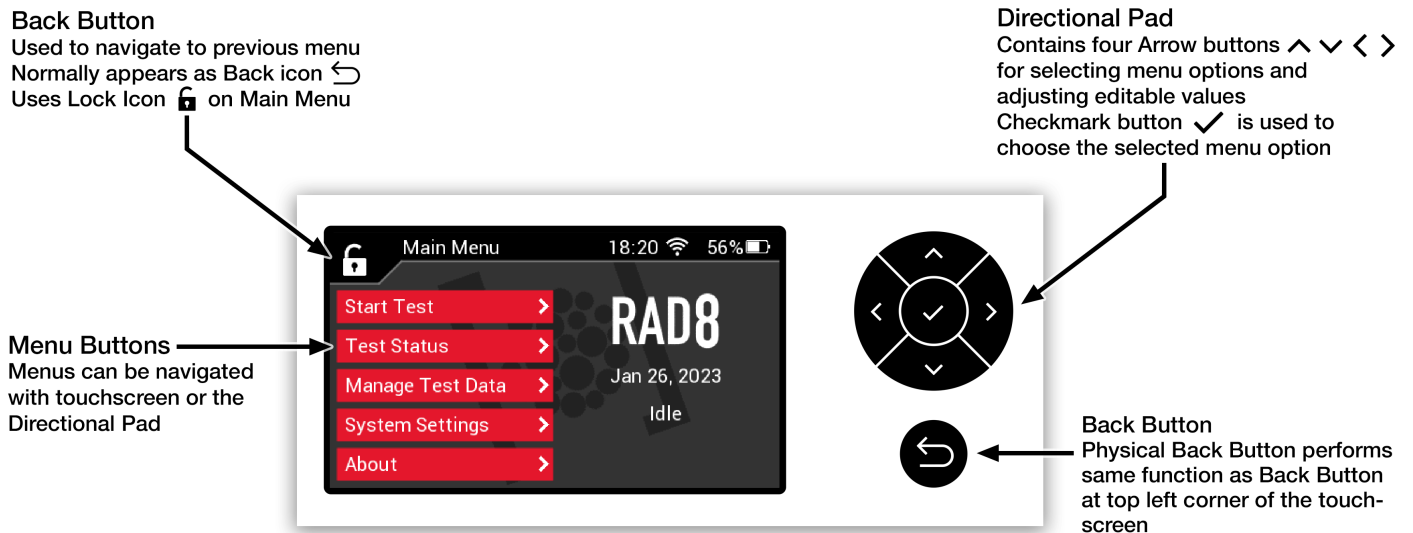 Back Button
Used to navigate to previous menu
Normally appears as Back icon
Uses Lock Icon on Main Menu
Directional Pad
Contains four Arrow buttons
for selecting menu options and
adjusting editable values
Checkmark button is used to
choose the selected menu option
Menu Buttons
Menus can be navigated
with touchscreen or the
Directional Pad
Main Menu 18:20 56%
Start Test
Test Status
Manage Test Data
System Settings
About
RAD8
Jan 26, 2023
Idle
Back Button
Physical Back Button performs
same function as Back Button
at top left corner of the touch-
screen